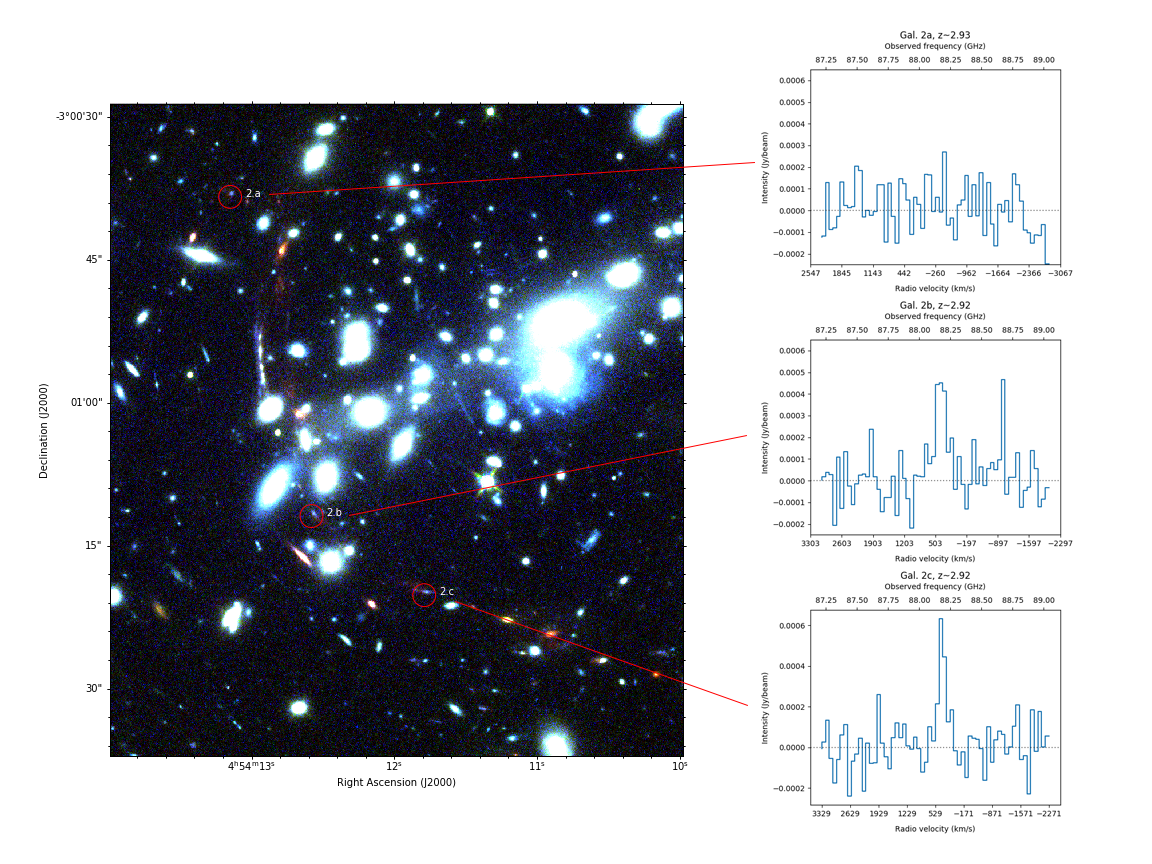 -3°00'30"
45"
01'00"
15"
30"
Declination (J2000)
4ʰ54ᵐ13ˢ
12ˢ
11ˢ
10ˢ
Right Ascension (J2000)
2.a
2.b
2.c
Gal. 2a, z~2.93
Observed frequency (GHz)
87.25 87.50 87.75 88.00 88.25 88.50 88.75 89.00
0.0006
0.0005
0.0004
0.0003
0.0002
0.0001
0.0000
−0.0001
−0.0002
Intensity (Jy/beam)
2547 1845 1143 442 −260 −962 −1664 −2366 −3067
Radio velocity (km/s)
Gal. 2b, z~2.92
Observed frequency (GHz)
87.25 87.50 87.75 88.00 88.25 88.50 88.75 89.00
0.0006
0.0005
0.0004
0.0003
0.0002
0.0001
0.0000
−0.0001
−0.0002
Intensity (Jy/beam)
3303 2603 1903 1203 503 −197 −897 −1597 −2297
Radio velocity (km/s)
Gal. 2c, z~2.92
Observed frequency (GHz)
87.25 87.50 87.75 88.00 88.25 88.50 88.75 89.00
0.0006
0.0004
0.0002
0.0000
−0.0002
Intensity (Jy/beam)
3329 2629 1929 1229 529 −171 −871 −1571 −2271
Radio velocity (km/s)